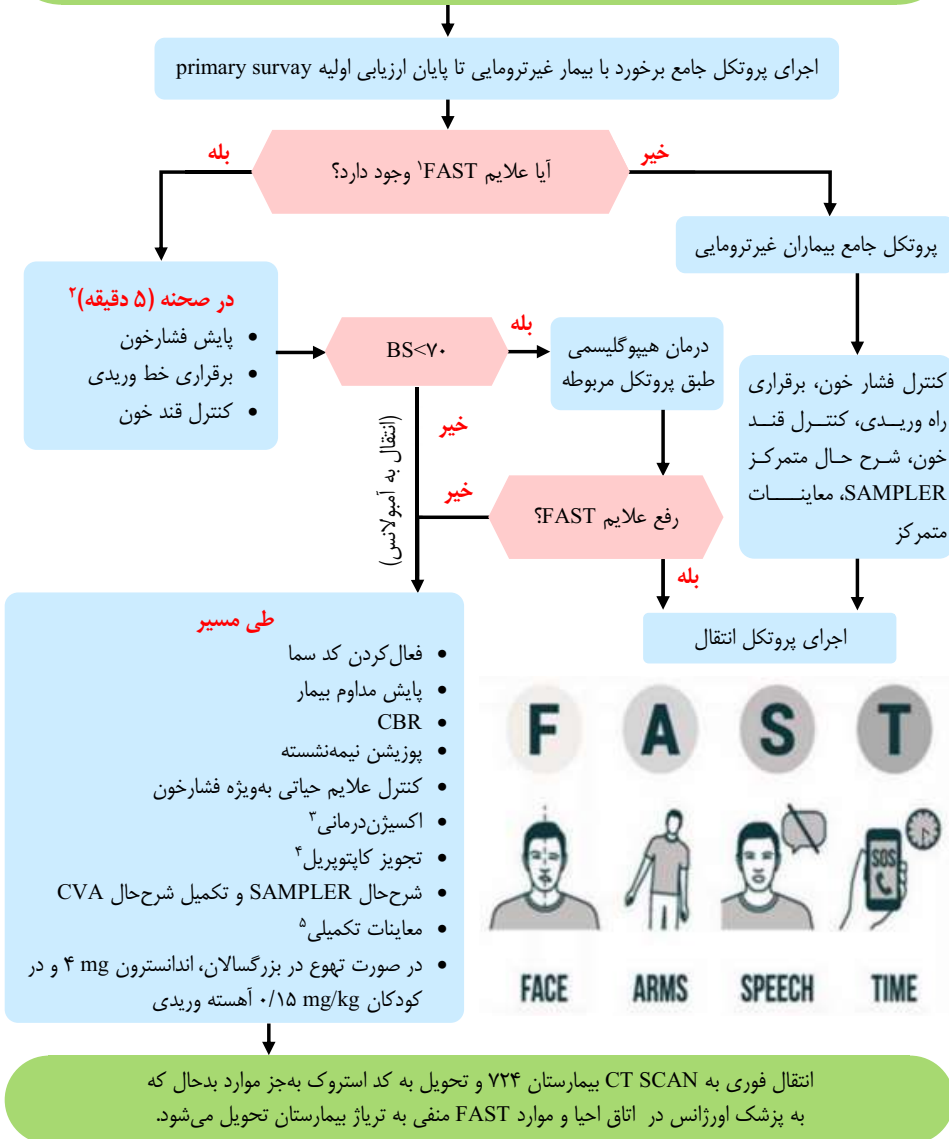 اجرای پروتکل جامع برخورد با بیمار غیرترومایی تا پایان ارزیابی اولیه primary survay
آیا علایم FAST۱ وجود دارد؟
بله
خیر
پروتکل جامع بیماران غیرترومایی
در صحنه (۵ دقیقه)۲
• پایش فشارخون
• برقراری خط وریدی
• کنترل قند خون
BS<۷۰
بله
خیر
درمان هیپوگلیسمی
طبق پروتکل مربوطه
کنترل فشار خون، برقراری
راه وریدی، کنترل قند
خون، شرح حال متمرکز
SAMPLER، معاینات
متمرکز
(انتقال به آمبولانس)
رفع علایم FAST؟
خیر
بله
اجرای پروتکل انتقال
طی مسیر
• فعال‌کردن کد سما
• پایش مداوم بیمار
• CBR
• پوزیشن نیمه‌نشسته
• کنترل علایم حیاتی به‌ویژه فشارخون
• اکسیژن‌درمانی۳
• تجویز کاپتوپریل۴
• شرح‌حال SAMPLER و تکمیل شرح‌حال CVA
• معاینات تکمیلی۵
• در صورت تهوع در بزرگسالان، اندانسترون ۴ mg و در
کودکان ۰/۱۵ mg/kg آهسته وریدی
F A S T
SOS
FACE ARMS SPEECH TIME
انتقال فوری به CT SCAN بیمارستان ۷۲۴ و تحویل به کد استروک به‌جز موارد بدحال که
به پزشک اورژانس در اتاق احیا و موارد FAST منفی به تریاژ بیمارستان تحویل می‌شود.